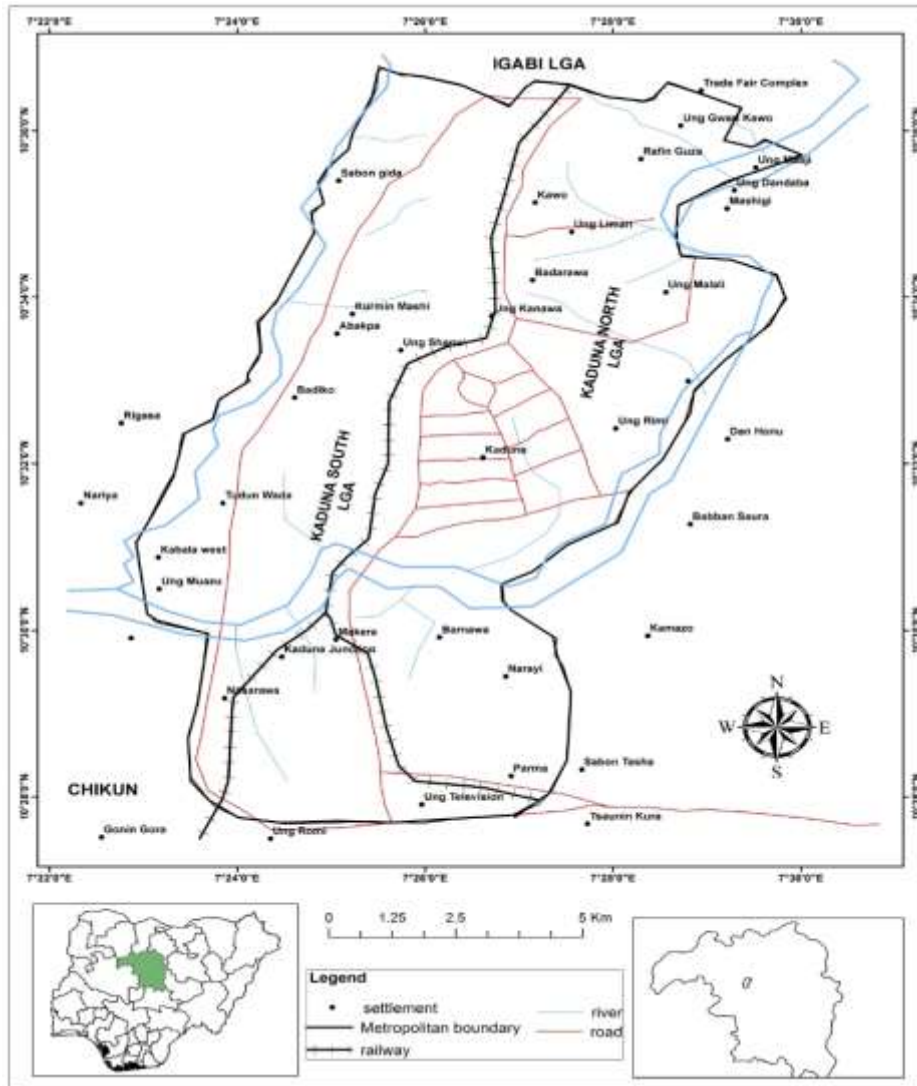 7°22'0"E 7°24'0"E 7°26'0"E 7°28'0"E 7°30'0"E
IGABI LGA
Trade Fair Complex
Ung Gwari Kawo
Rafin Guza
Sabon gida
Ung Dandaba
Mashigi
Kawo
Ung Liman
Badarawa
Ung Malali
Kurmin Mashi
Abakpa
KADUNA NORTH
LGA
Badiko
Rigasa
Ung Rimi
Dan Honu
Kaduna
KADUNA SOUTH
LGA
Nariya
Tudun Wada
Babban Saura
Kabala west
Makera
Barnawa
Kamazo
Kaduna Junction
Narayi
Nasarawa
N
W E
S
Sabon Tasha
Parma
CHIKUN
Ung Television
Tsaunin Kura
Gonin Gora
Ung Romi
7°22'0"E 7°24'0"E 7°26'0"E 7°28'0"E 7°30'0"E
0 1.25 2.5 5 Km
Legend
settlement
river
Metropolitan boundary
road
railway